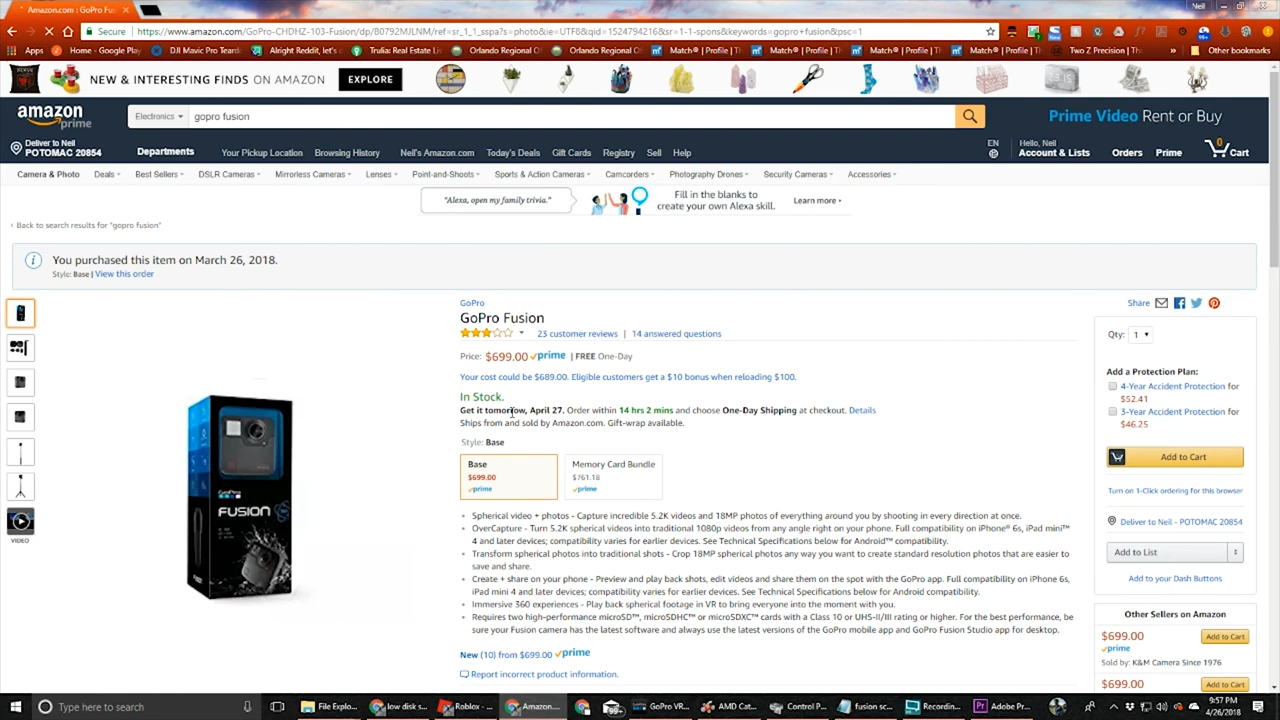 Amazon.com : GoPro Fu
Neil
Secure
https://www.amazon.com/GoPro-CHDHZ-103-Fusion/dp/B0792MJLNM/ref=sr_1_1_sspa?s=photo&ie=UTF8&qid=1524794216&sr=1-1-spons&keywords=gopro+fusion&psc=1
Apps
Home - Google Play
DJI Mavic Pro Teard
Alright Reddit, let's
Trulia: Real Estate Li
Orlando Regional Of
Orlando Regional Of
Match® | Profile | T
Match® | Profile | T
Match® | Profile | T
Match® | Profile | T
Two Z Precision | Tha
Other bookmarks
NEW & INTERESTING FINDS ON AMAZON
EXPLORE
amazon prime
Electronics
gopro fusion
Prime Video Rent or Buy
Deliver to Neil
POTOMAC 20854
Departments
Your Pickup Location
Browsing History
Neil's Amazon.com
Today's Deals
Gift Cards
Registry
Sell
Help
EN
Hello, Neil
Account & Lists
Orders
Prime
0
Cart
Camera & Photo
Deals
Best Sellers
DSLR Cameras
Mirrorless Cameras
Lenses
Point-and-Shoots
Sports & Action Cameras
Camcorders
Photography Drones
Security Cameras
Accessories
"Alexa, open my family trivia."
Fill in the blanks to
create your own Alexa skill.
Learn more ›
‹ Back to search results for "gopro fusion"
You purchased this item on March 26, 2018.
Style: Base | View this order
VIDEO
GoPro
FUSION
GoPro
GoPro Fusion
23 customer reviews | 14 answered questions
Price: $699.00 prime | FREE One-Day
Your cost could be $689.00. Eligible customers get a $10 bonus when reloading $100.
In Stock.
Get it tomorrow, April 27. Order within 14 hrs 2 mins and choose One-Day Shipping at checkout. Details
Ships from and sold by Amazon.com. Gift-wrap available.
Style: Base
Base
$699.00
prime
Memory Card Bundle
$761.18
prime
• Spherical video + photos - Capture incredible 5.2K videos and 18MP photos of everything around you by shooting in every direction at once.
• OverCapture - Turn 5.2K spherical videos into traditional 1080p videos from any angle right on your phone. Full compatibility on iPhone® 6s, iPad mini™
4 and later devices; compatibility varies for earlier devices. See Technical Specifications below for Android™ compatibility.
• Transform spherical photos into traditional shots - Crop 18MP spherical photos any way you want to create standard resolution photos that are easier to
save and share.
• Create + share on your phone - Preview and play back shots, edit videos and share them on the spot with the GoPro app. Full compatibility on iPhone 6s,
iPad mini 4 and later devices; compatibility varies for earlier devices. See Technical Specifications below for Android compatibility.
• Immersive 360 experiences - Play back spherical footage in VR to bring everyone into the moment with you.
• Requires two high-performance microSD™, microSDHC™ or microSDXC™ cards with a Class 10 or UHS-II/III rating or higher. For the best performance, be
sure your Fusion camera has the latest software and always use the latest versions of the GoPro mobile app and GoPro Fusion Studio app for desktop.
New (10) from $699.00 prime
Report incorrect product information.
Share
Qty: 1
Add a Protection Plan:
4-Year Accident Protection for
$52.41
3-Year Accident Protection for
$46.25
Add to Cart
Turn on 1-Click ordering for this browser
Deliver to Neil - POTOMAC 20854
Add to List
Add to your Dash Buttons
Other Sellers on Amazon
$699.00
Add to Cart
prime
Sold by: K&M Camera Since 1976
$699.00
Add to Cart
Type here to search
File Explo...
low disk s...
Roblox - ...
Amazon....
GoPro VR...
AMD Cat...
Control P...
fusion sc...
Recordin...
Adobe Pr...
9:57 PM
4/26/2018